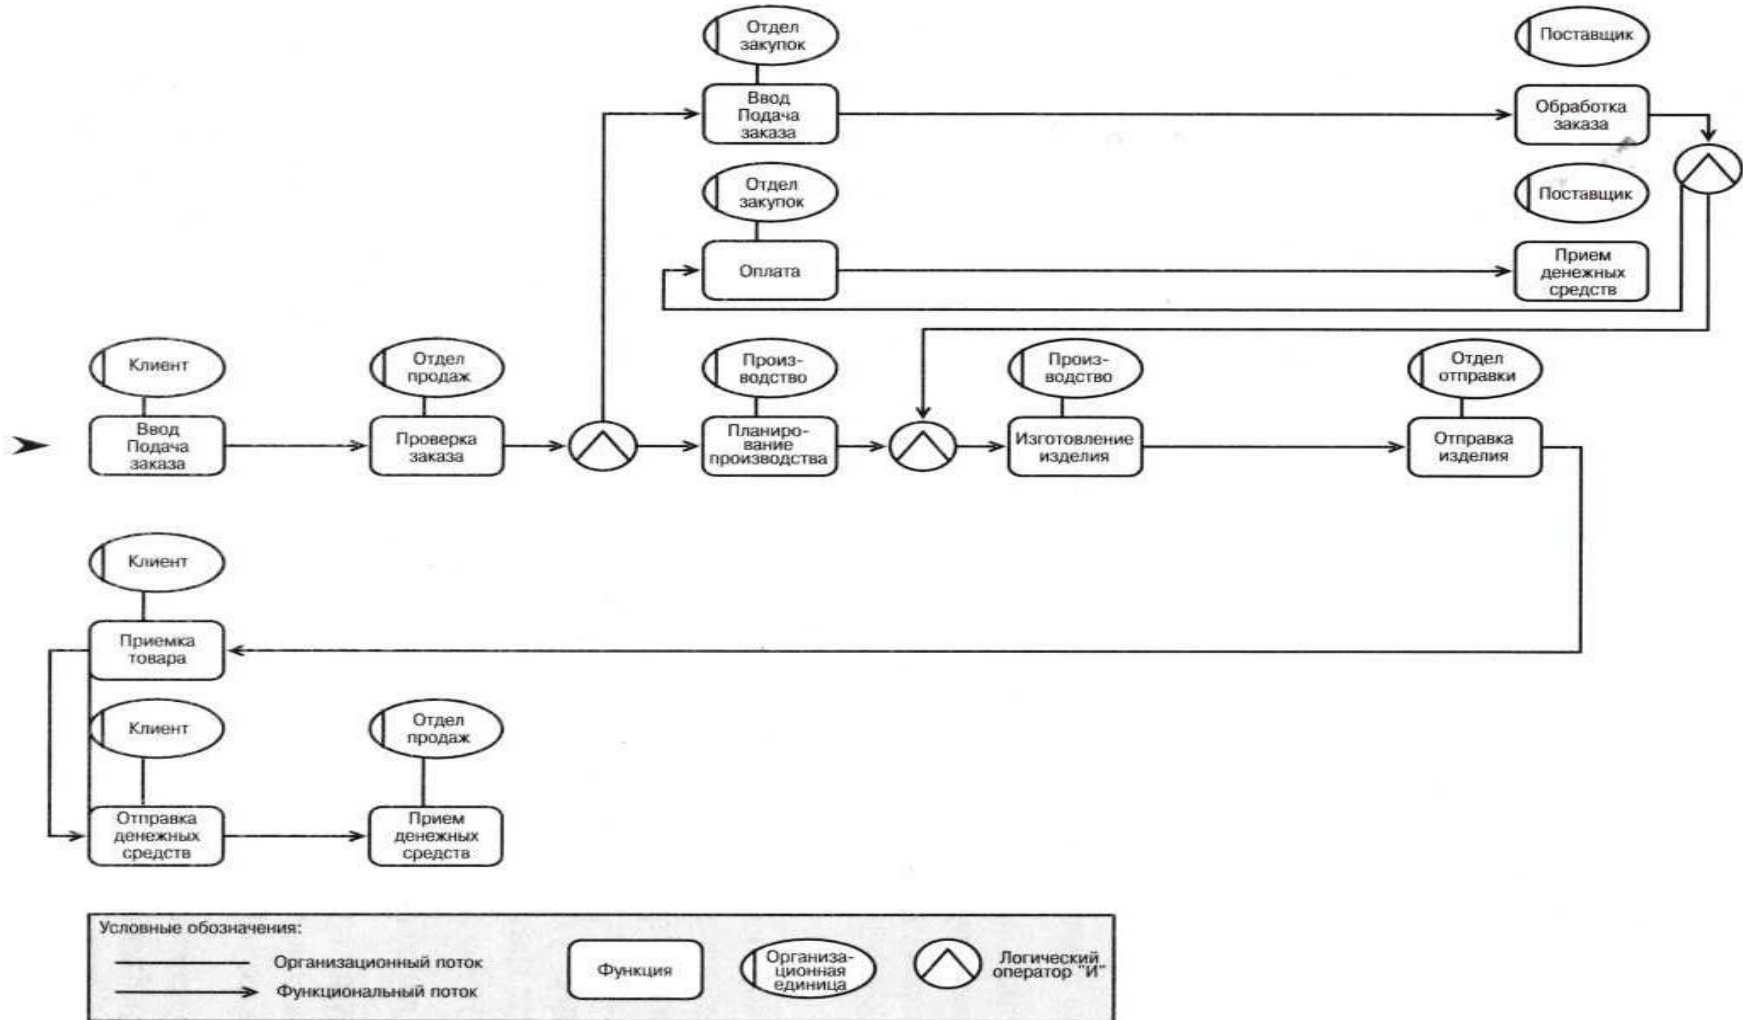 Отдел
закупок
Поставщик
Ввод
Подача
заказа
Обработка
заказа
Отдел
закупок
Поставщик
Оплата
Прием
денежных
средств
Клиент
Отдел
продаж
Произ-
водство
Произ-
водство
Отдел
отправки
Ввод
Подача
заказа
Проверка
заказа
Планиро-
вание
производства
Изготовление
изделия
Отправка
изделия
Клиент
Приемка
товара
Клиент
Отдел
продаж
Отправка
денежных
средств
Прием
денежных
средств
Условные обозначения:
Организационный поток
Функциональный поток
Функция
Организа-
ционная
единица
Логический
оператор "И"